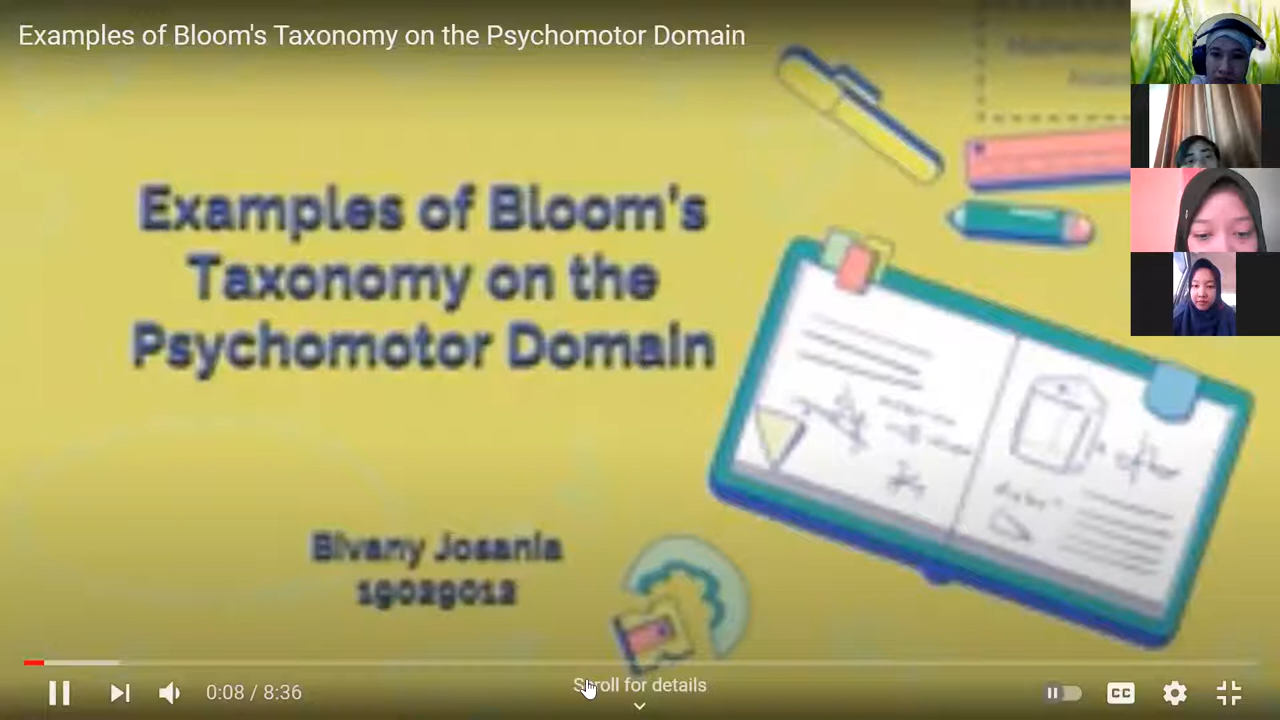 Examples of Bloom's Taxonomy on the Psychomotor Domain
Examples of Bloom's
Taxonomy on the
Psychomotor Domain
Bivany Josania
19029012
0:08 / 8:36
Scroll for details
CC